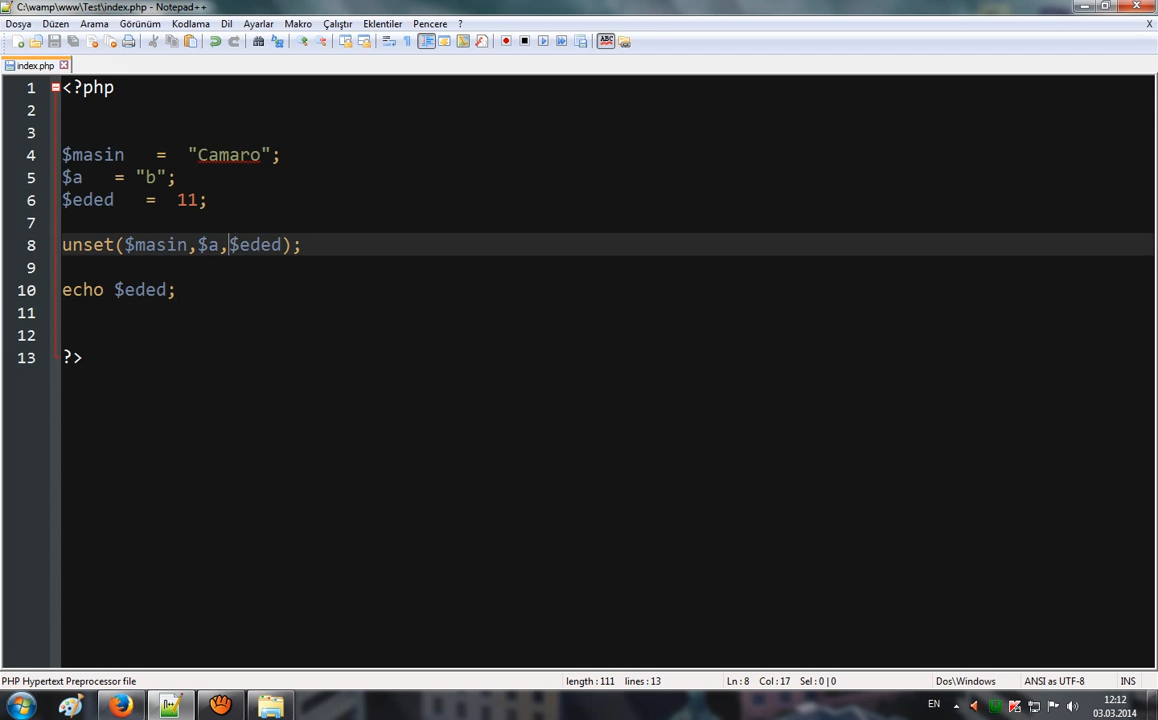 C:\wamp\www\Test\index.php - Notepad++
Dosya Düzen Arama Görünüm Kodlama Dil Ayarlar Makro Çalıştır Eklentiler Pencere ? X
index.php
1 <?php
2
3
4 $masin = "Camaro";
5 $a = "b";
6 $eded = 11;
7
8 unset($masin,$a,$eded);
9
10 echo $eded;
11
12
13 ?>
PHP Hypertext Preprocessor file length : 111 lines : 13 Ln : 8 Col : 17 Sel : 0 | 0 Dos\Windows ANSI as UTF-8 INS
EN 12:12
03.03.2014